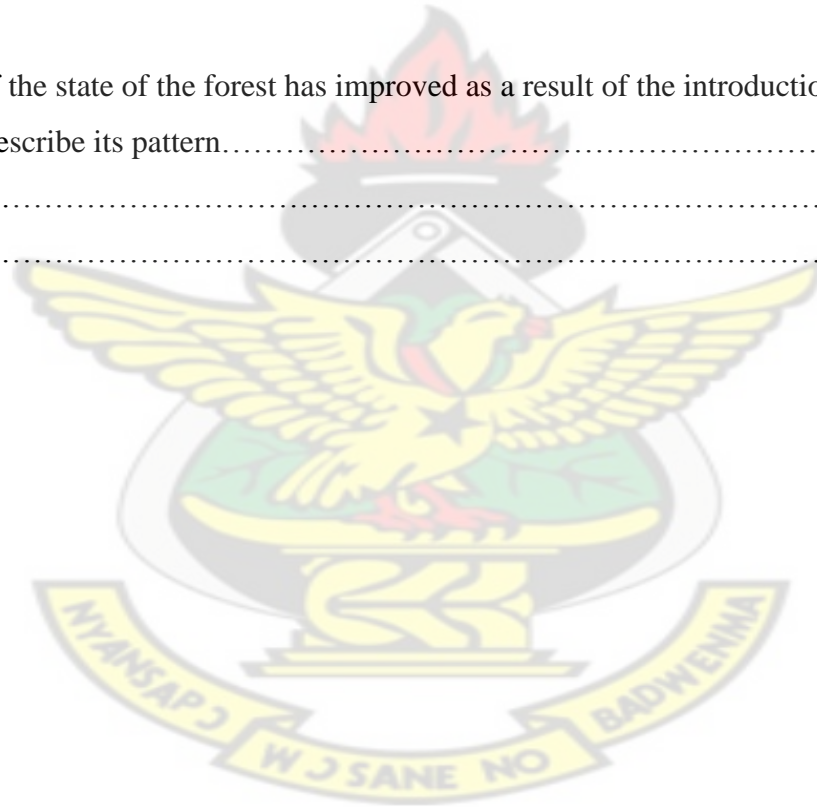 the state of the forest has improved as a result of the introductio
escribe its pattern……………………………………………………
……………………………………………………………………
……………………………………………………………………
NYANSAPƆ
WƆSANE NO
BADWENMA